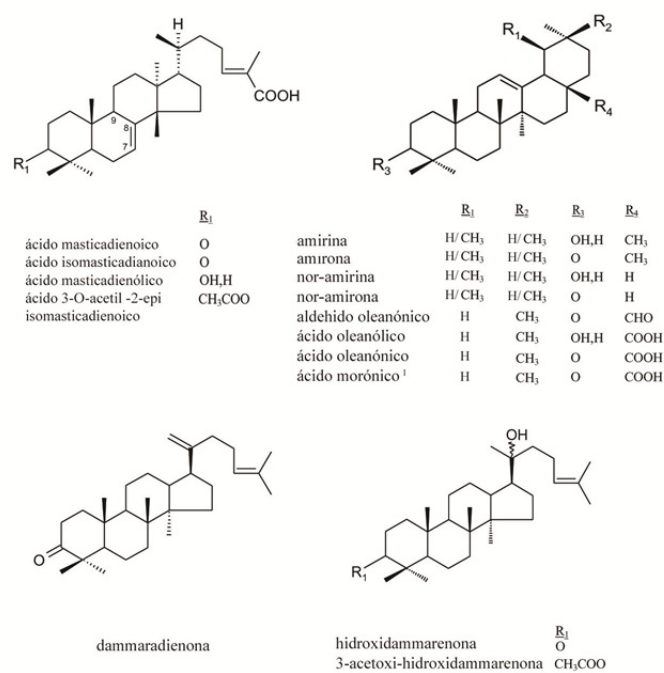 H
COOH
9
8
7
R1
R1
R2
R4
R3
R1
ácido masticadienoico O
ácido isomasticadianoico O
ácido masticadienólico OH,H
ácido 3-O-acetil -2-epi CH3COO
isomasticadienoico
R1 R2 R3 R4
amirina H/CH3 H/CH3 OH,H CH3
amırona H/CH3 H/CH3 O CH3
nor-amirina H/CH3 H/CH3 OH,H H
nor-amirona H/CH3 H/CH3 O H
aldehido oleanónico H CH3 O CHO
ácido oleanólico H CH3 OH,H COOH
ácido oleanónico H CH3 O COOH
ácido morónico 1 H CH3 O COOH
O
dammaradienona
OH
R1
R1
hidroxidammarenona O
3-acetoxi-hidroxidammarenona CH3COO